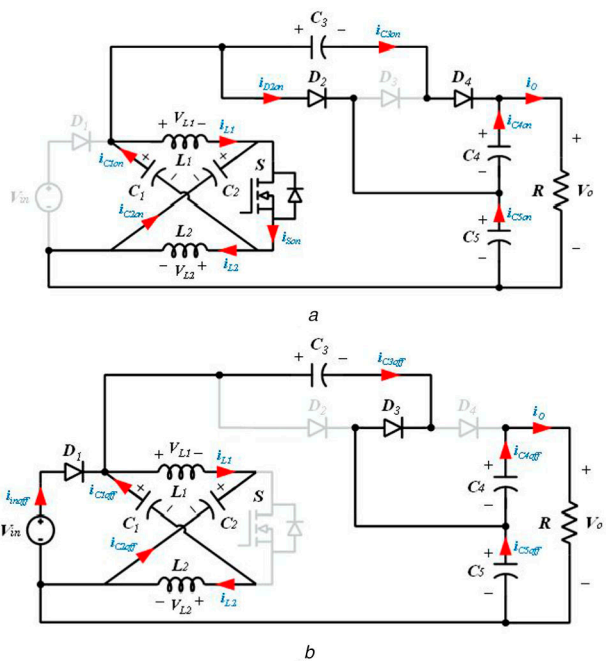 C3
+ −
iC3on
iD2on
D2
D3
D4
iO
D1
+ VL1 −
iL1
L1
S
iC4on
+
C4
−
+
iC1on
+
C1
−
−
C2
+
Vin
iC2on
R
Vo
iC5on
+
C5
−
−
L2
iSon
− VL2 +
iL2
a
C3
+ −
iC3off
D2
D3
D4
iO
D1
+ VL1 −
iL1
L1
S
iC4off
+
C4
−
+
iinoff
iC1off
+
C1
−
−
C2
+
Vin
iC2off
R
Vo
iC5off
+
C5
−
−
L2
− VL2 +
iL2
b